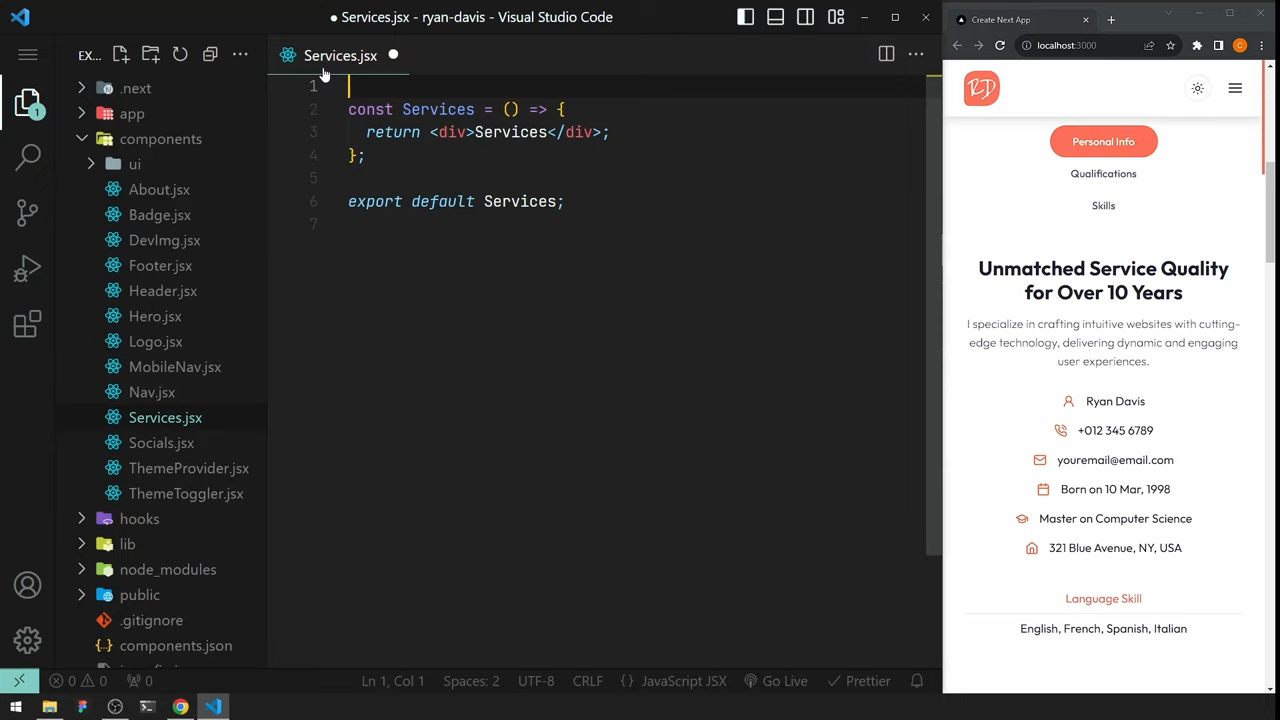 Services.jsx - ryan-davis - Visual Studio Code
EX...
Services.jsx
.next
app
components
ui
About.jsx
Badge.jsx
DevImg.jsx
Footer.jsx
Header.jsx
Hero.jsx
Logo.jsx
MobileNav.jsx
Nav.jsx
Services.jsx
Socials.jsx
ThemeProvider.jsx
ThemeToggler.jsx
hooks
lib
node_modules
public
.gitignore
components.json
1
1
2 const Services = () => {
3 return <div>Services</div>;
4 };
5
6 export default Services;
7
0 0 0
Ln 1, Col 1 Spaces: 2 UTF-8 CRLF {} JavaScript JSX Go Live Prettier
Create Next App
localhost:3000
C
RD
Personal Info
Qualifications
Skills
Unmatched Service Quality
for Over 10 Years
I specialize in crafting intuitive websites with cutting-
edge technology, delivering dynamic and engaging
user experiences.
Ryan Davis
+012 345 6789
youremail@email.com
Born on 10 Mar, 1998
Master on Computer Science
321 Blue Avenue, NY, USA
Language Skill
English, French, Spanish, Italian